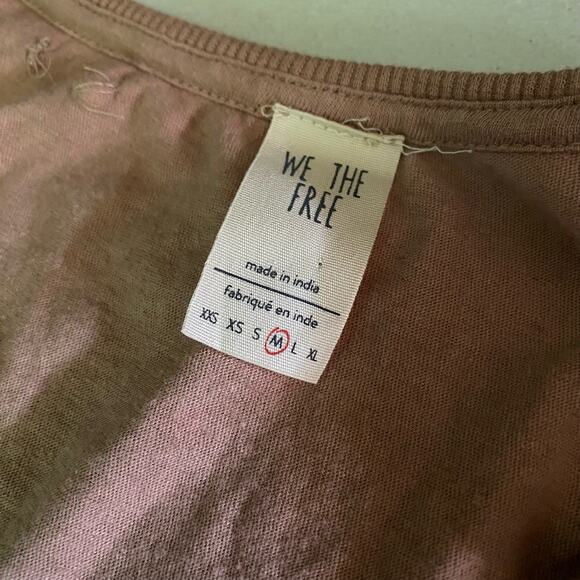 WE THE
FREE
made in india
fabriqué en inde
XXS XS S M L XL